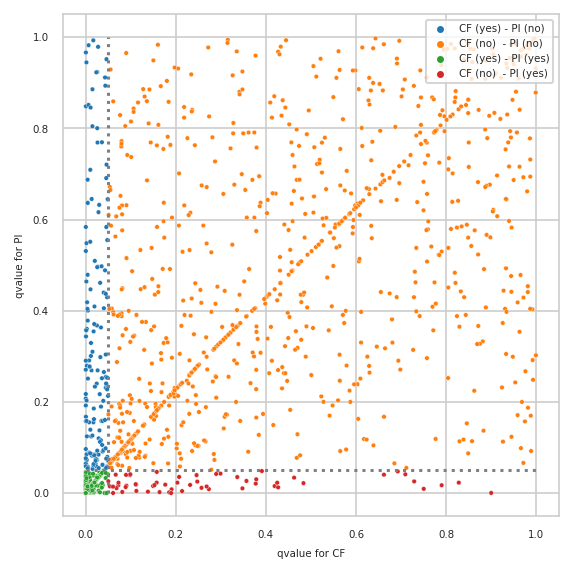 CF (yes) - PI (no)
CF (no)  - PI (no)
CF (yes) - PI (yes)
CF (no)  - PI (yes)
1.0
0.8
0.6
0.4
0.2
0.0
qvalue for PI
0.0 0.2 0.4 0.6 0.8 1.0
qvalue for CF